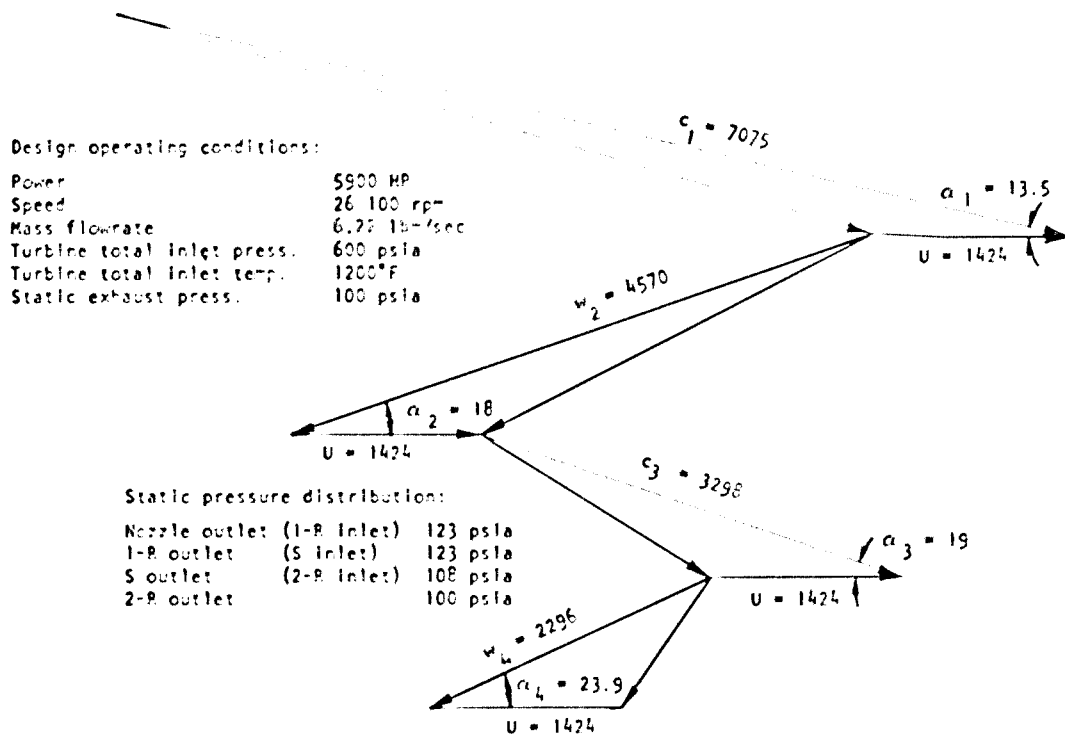 c1 = 7075
Design operating conditions:
Power 5900 HP
Speed 26 100 rpm
Mass flowrate 6.22 lbm/sec
Turbine total inlet press. 600 psia
Turbine total inlet temp. 1200°F
Static exhaust press. 100 psia
α1 = 13.5
U = 1424
w2 = 4570
α2 = 18
U = 1424
c3 = 3298
Static pressure distribution:
Nozzle outlet (1-R inlet) 123 psia
1-R outlet (S inlet) 123 psia
S outlet (2-R inlet) 108 psia
2-R outlet 100 psia
α3 = 19
U = 1424
w4 = 2296
α4 = 23.9
U = 1424